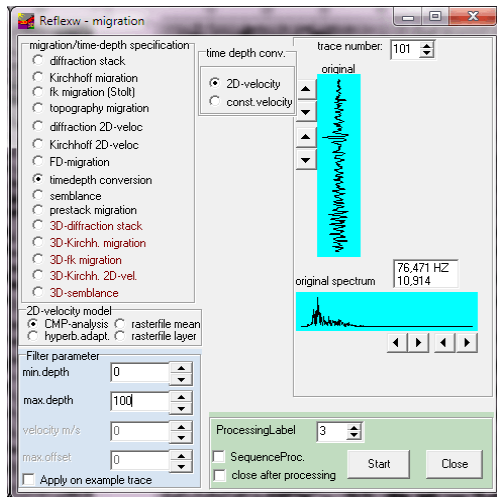 Reflexw - migration
migration/time-depth specification
diffraction stack
Kirchhoff migration
fk migration (Stolt)
topography migration
diffraction 2D-veloc
Kirchhoff 2D-veloc
FD-migration
timedepth conversion
semblance
prestack migration
3D-diffraction stack
3D-Kirchh. migration
3D-fk migration
3D-Kirchh. 2D-vel.
3D-semblance
time depth conv.
2D-velocity
const.velocity
trace number: 101
original
76,471 HZ
10,914
original spectrum
2D-velocity model
CMP-analysis rasterfile mean
hyperb.adapt. rasterfile layer
Filter parameter
min.depth 0
max.depth 100
velocity m/s 0
max.offset 0
Apply on example trace
ProcessingLabel 3
SequenceProc.
close after processing
Start Close